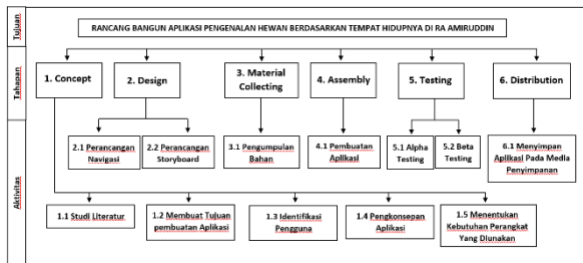 Tujuan
RANCANG BANGUN APLIKASI PENGENALAN HEWAN BERDASARKAN TEMPAT HIDUPNYA DI RA AMIRUDDIN
Tahapan
1. Concept
2. Design
3. Material
Collecting
4. Assembly
5. Testing
6. Distribution
Aktivitas
2.1 Perancangan
Navigasi
2.2 Perancangan
Storyboard
3.1 Pengumpulan
Bahan
4.1 Pembuatan
Aplikasi
5.1 Alpha
Testing
5.2 Beta
Testing
6.1 Menyimpan
Aplikasi Pada Media
Penyimpanan
1.1 Studi Literatur
1.2 Membuat Tujuan
pembuatan Aplikasi
1.3 Identifikasi
Pengguna
1.4 Pengkonsepan
Aplikasi
1.5 Menentukan
Kebutuhan Perangkat
Yang Diunakan